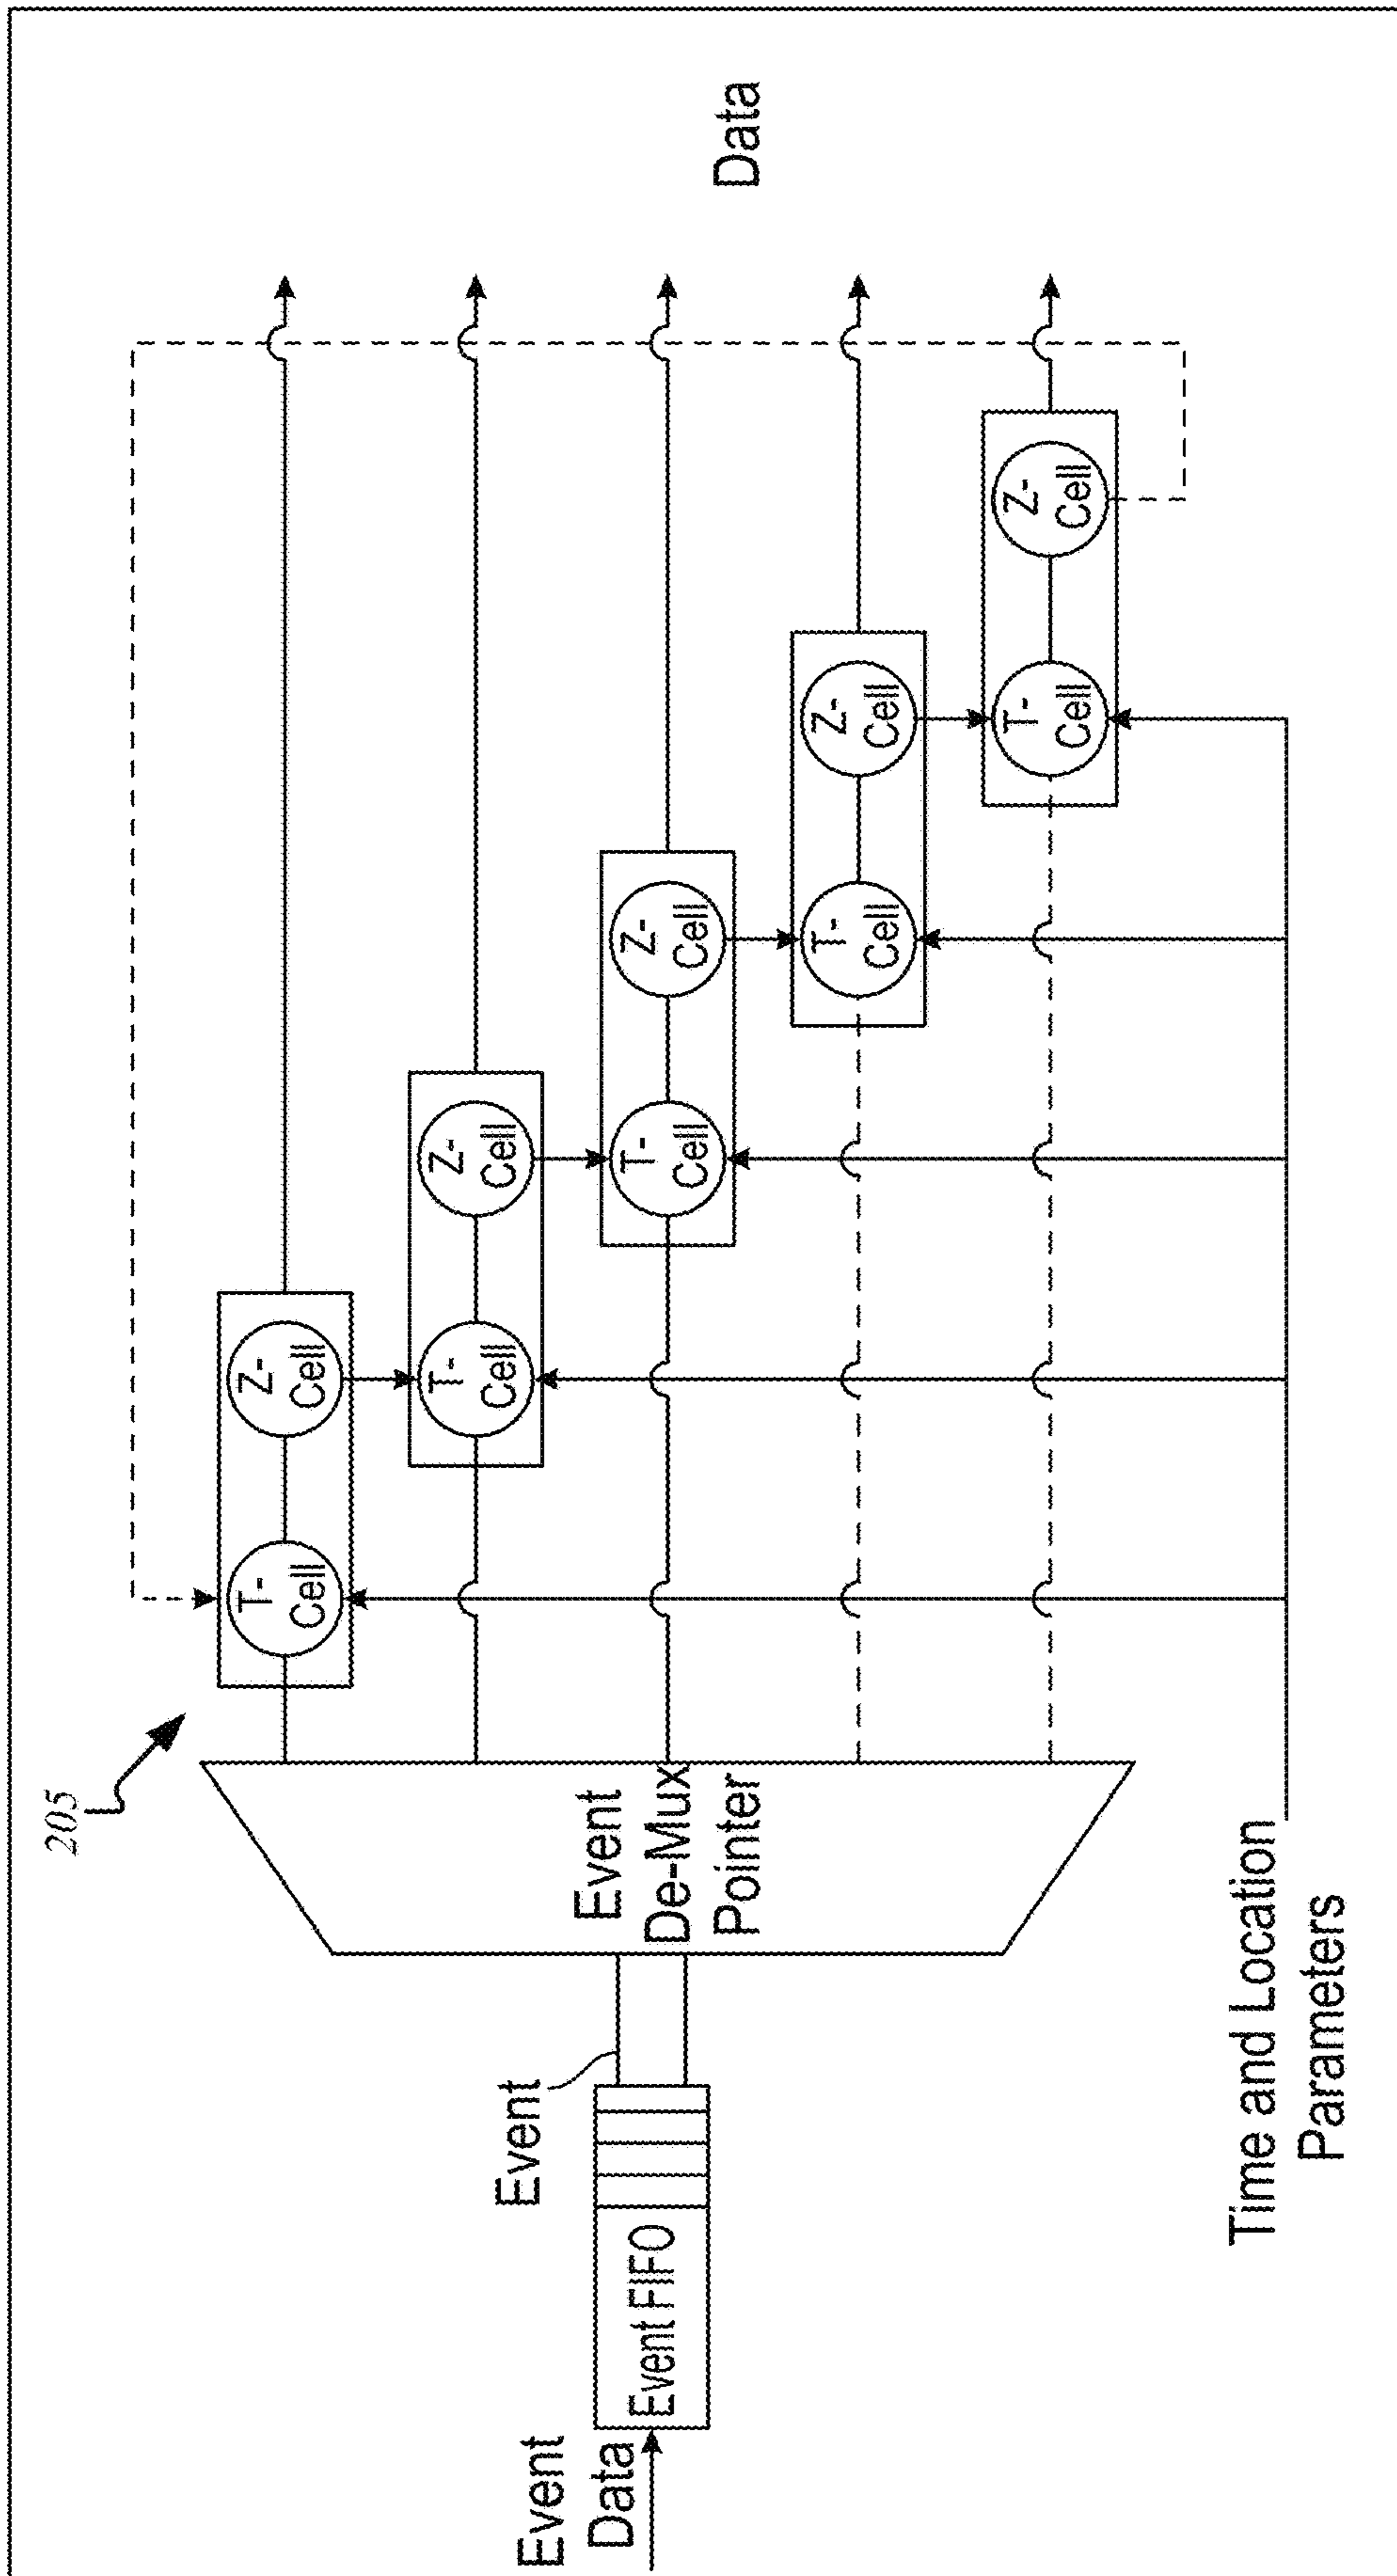 205
Event
Data
Event FIFO
Event
Event
De-Mux
Pointer
T-
Cell
Z-
Cell
T-
Cell
Z-
Cell
T-
Cell
Z-
Cell
T-
Cell
Z-
Cell
T-
Cell
Z-
Cell
Data
Time and Location
Parameters